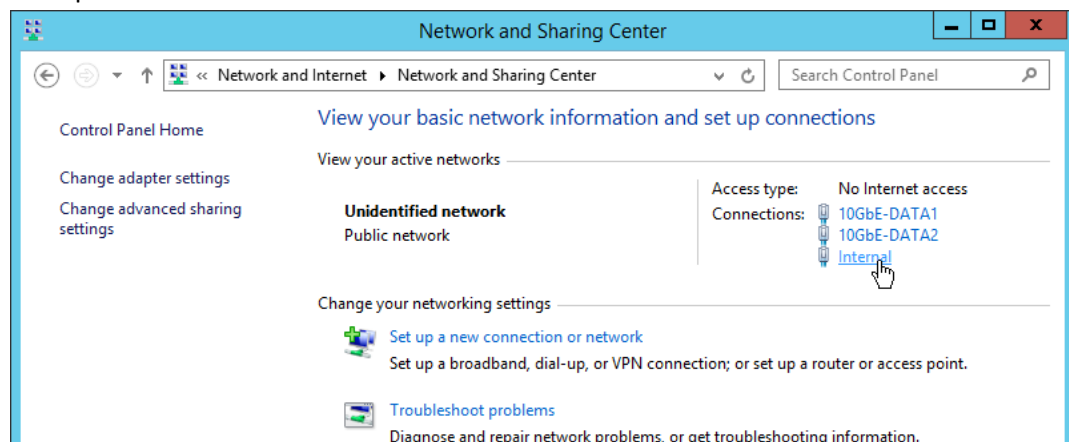 Network and Sharing Center
« Network and Internet ▸ Network and Sharing Center
Search Control Panel
Control Panel Home
Change adapter settings
Change advanced sharing
settings
View your basic network information and set up connections
View your active networks
Unidentified network
Public network
Access type: No Internet access
Connections: 10GbE-DATA1
10GbE-DATA2
Internal
Change your networking settings
Set up a new connection or network
Set up a broadband, dial-up, or VPN connection; or set up a router or access point.
Troubleshoot problems
Diagnose and repair network problems, or get troubleshooting information.